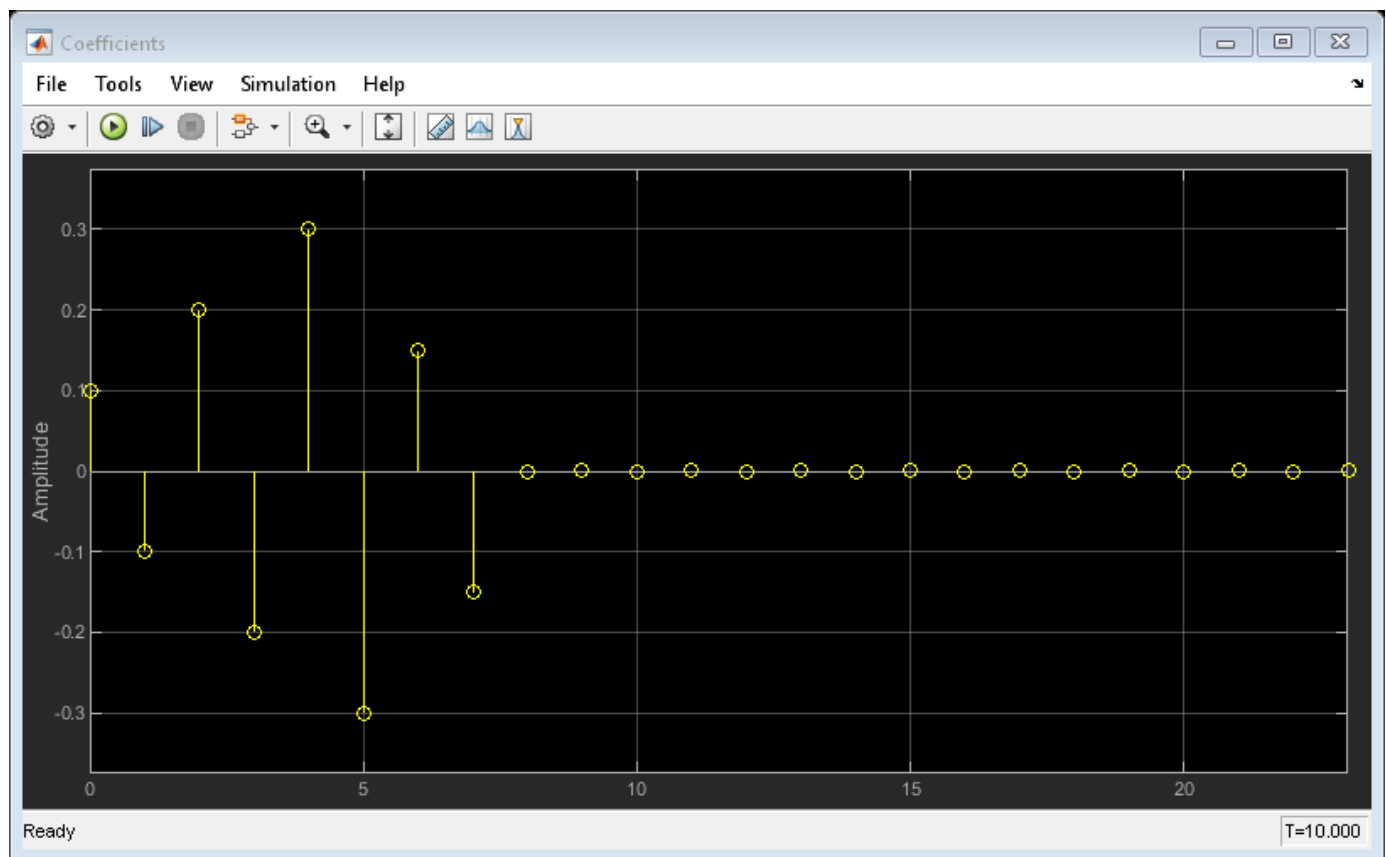 Coefficients
File Tools View Simulation Help
0.3
0.2
0.1
0
-0.1
-0.2
-0.3
Amplitude
0 5 10 15 20
Ready T=10.000